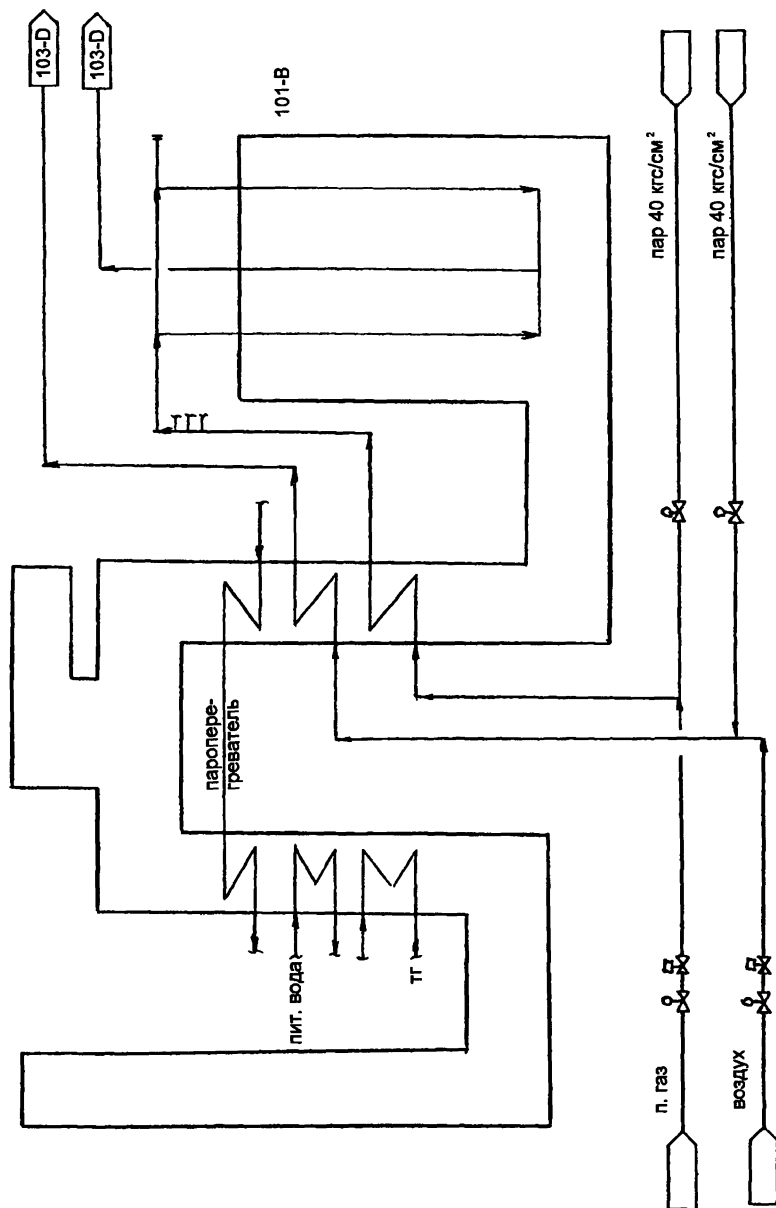 103-D
103-D
101-B
пар 40 кгс/см²
пар 40 кгс/см²
паропере-
греватель
пит. вода
тг
п. газ
воздух